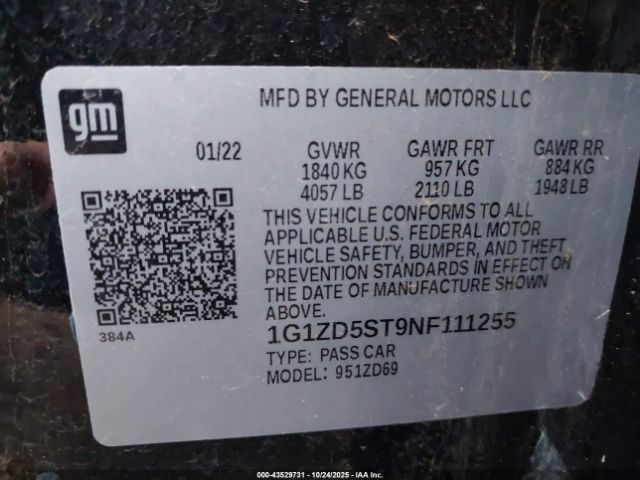 gm
MFD BY GENERAL MOTORS LLC
01/22 GVWR GAWR FRT GAWR RR
1840 KG 957 KG 884 KG
4057 LB 2110 LB 1948 LB
THIS VEHICLE CONFORMS TO ALL
APPLICABLE U.S. FEDERAL MOTOR
VEHICLE SAFETY, BUMPER, AND THEFT
PREVENTION STANDARDS IN EFFECT ON
THE DATE OF MANUFACTURE SHOWN
ABOVE.
384A
1G1ZD5ST9NF111255
TYPE: PASS CAR
MODEL: 951ZD69
000-43529731 - 10/24/2025 - IAA Inc.